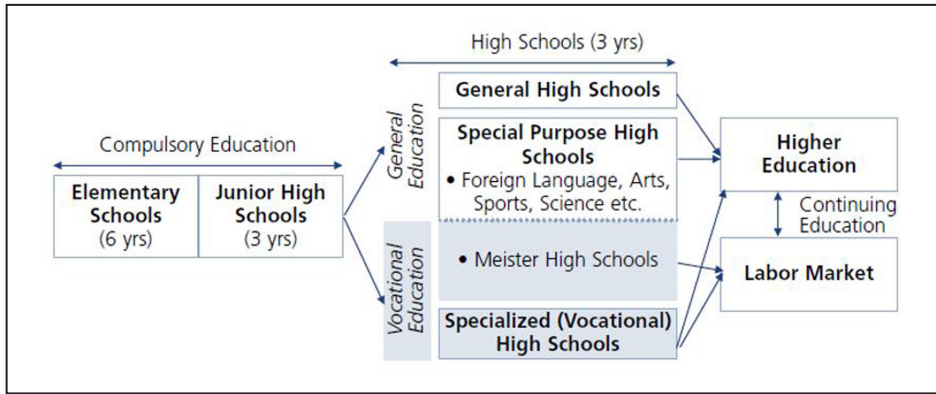 High Schools (3 yrs)
General High Schools
General
Education
Special Purpose High
Schools
• Foreign Language, Arts,
Sports, Science etc.
Compulsory Education
Elementary
Schools
(6 yrs)
Junior High
Schools
(3 yrs)
Vocational
Education
• Meister High Schools
Specialized (Vocational)
High Schools
Higher
Education
Continuing
Education
Labor Market